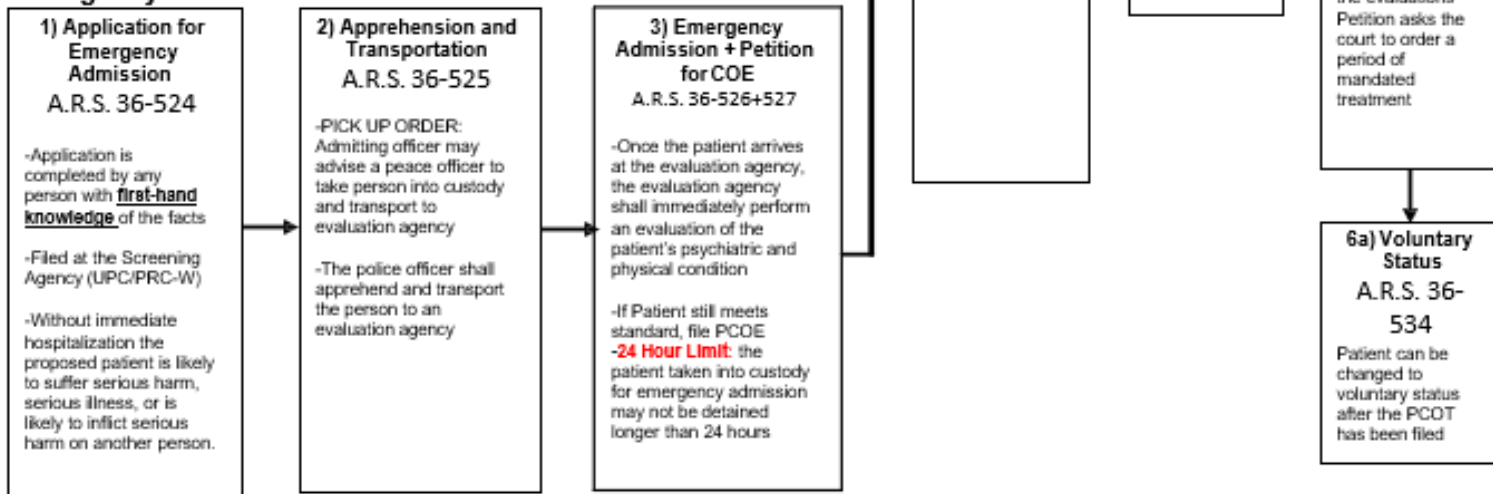 1) Application for
Emergency
Admission
A.R.S. 36-524
-Application is
completed by any
person with first-hand
knowledge of the facts
-Filed at the Screening
Agency (UPC/PRC-W)
-Without immediate
hospitalization the
proposed patient is likely
to suffer serious harm,
serious illness, or is
likely to inflict serious
harm on another person.
2) Apprehension and
Transportation
A.R.S. 36-525
-PICK UP ORDER:
Admitting officer may
advise a peace officer to
take person into custody
and transport to
evaluation agency
-The police officer shall
apprehend and transport
the person to an
evaluation agency
3) Emergency
Admission + Petition
for COE
A.R.S. 36-526+527
-Once the patient arrives
at the evaluation agency,
the evaluation agency
shall immediately perform
an evaluation of the
patient's psychiatric and
physical condition
-If Patient still meets
standard, file PCOE
-24 Hour Limit: the
patient taken into custody
for emergency admission
may not be detained
longer than 24 hours
the evaluations
Petition asks the
court to order a
period of
mandated
treatment
6a) Voluntary
Status
A.R.S. 36-
534
Patient can be
changed to
voluntary status
after the PCOT
has been filed